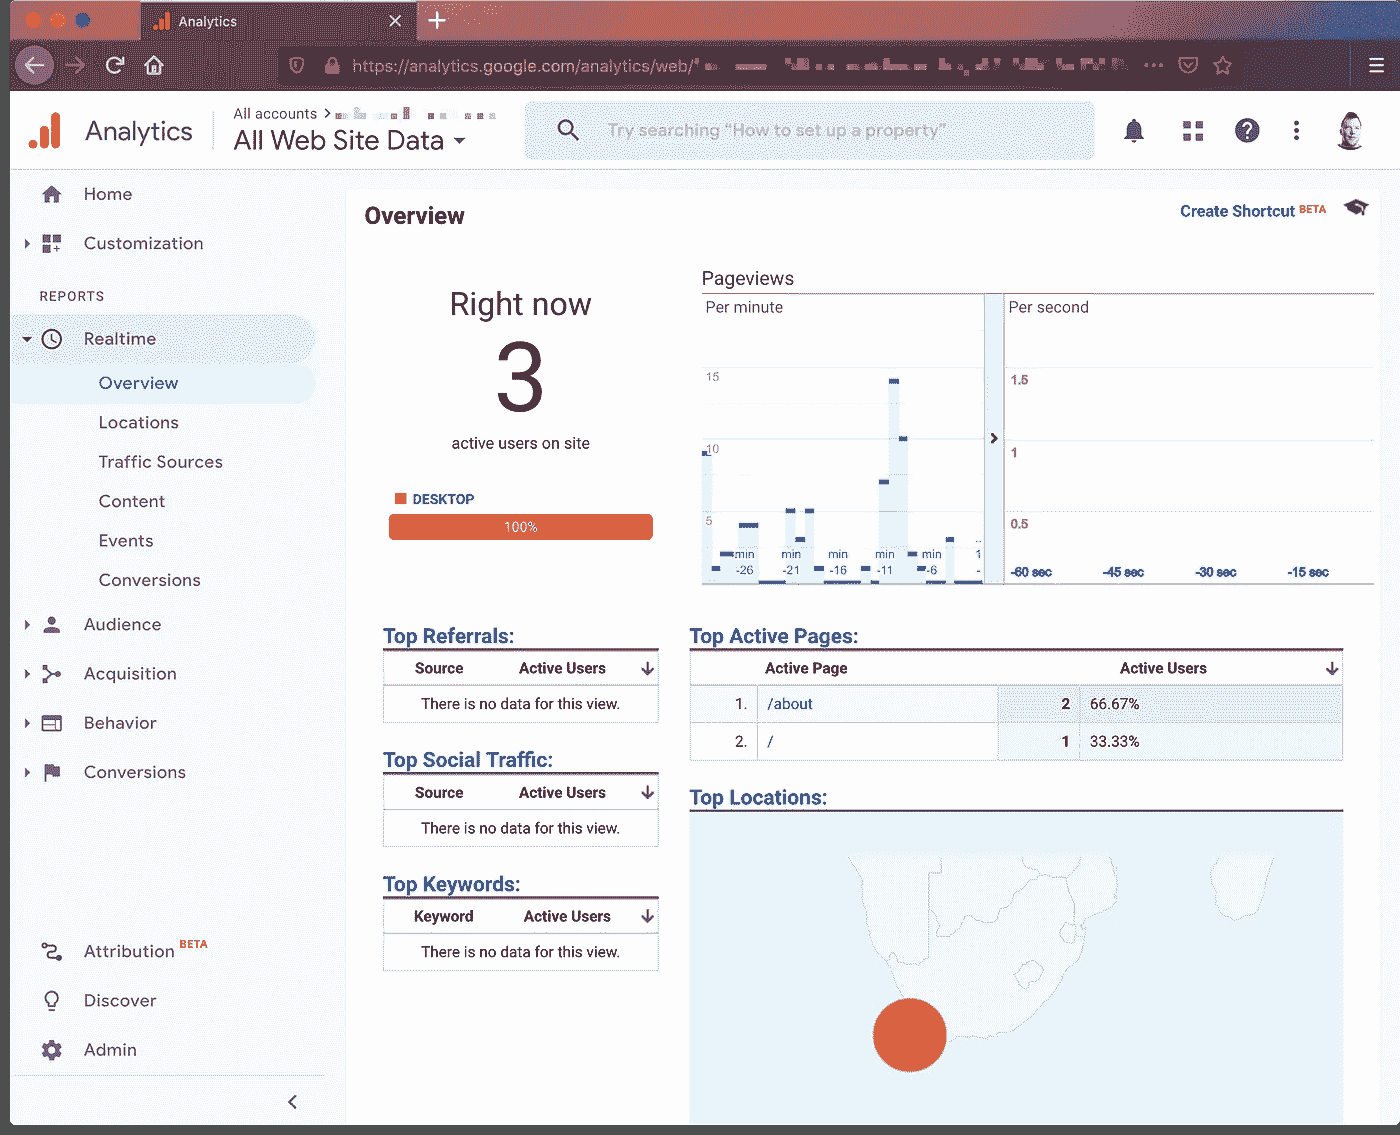 Analytics
https://analytics.google.com/analytics/web/
Analytics
All accounts >
All Web Site Data
Try searching “How to set up a property”
Home
Customization
REPORTS
Realtime
Overview
Locations
Traffic Sources
Content
Events
Conversions
Audience
Acquisition
Behavior
Conversions
Attribution BETA
Discover
Admin
Overview
Create Shortcut BETA
Right now
3
active users on site
DESKTOP
100%
Pageviews
Per minute
15
10
5
min -26
min -21
min -16
min -11
min -6
Per second
1.5
1
0.5
-60 sec
-45 sec
-30 sec
-15 sec
Top Referrals:
Source Active Users
There is no data for this view.
Top Social Traffic:
Source Active Users
There is no data for this view.
Top Keywords:
Keyword Active Users
There is no data for this view.
Top Active Pages:
Active Page Active Users
1. /about 2 66.67%
2. / 1 33.33%
Top Locations: